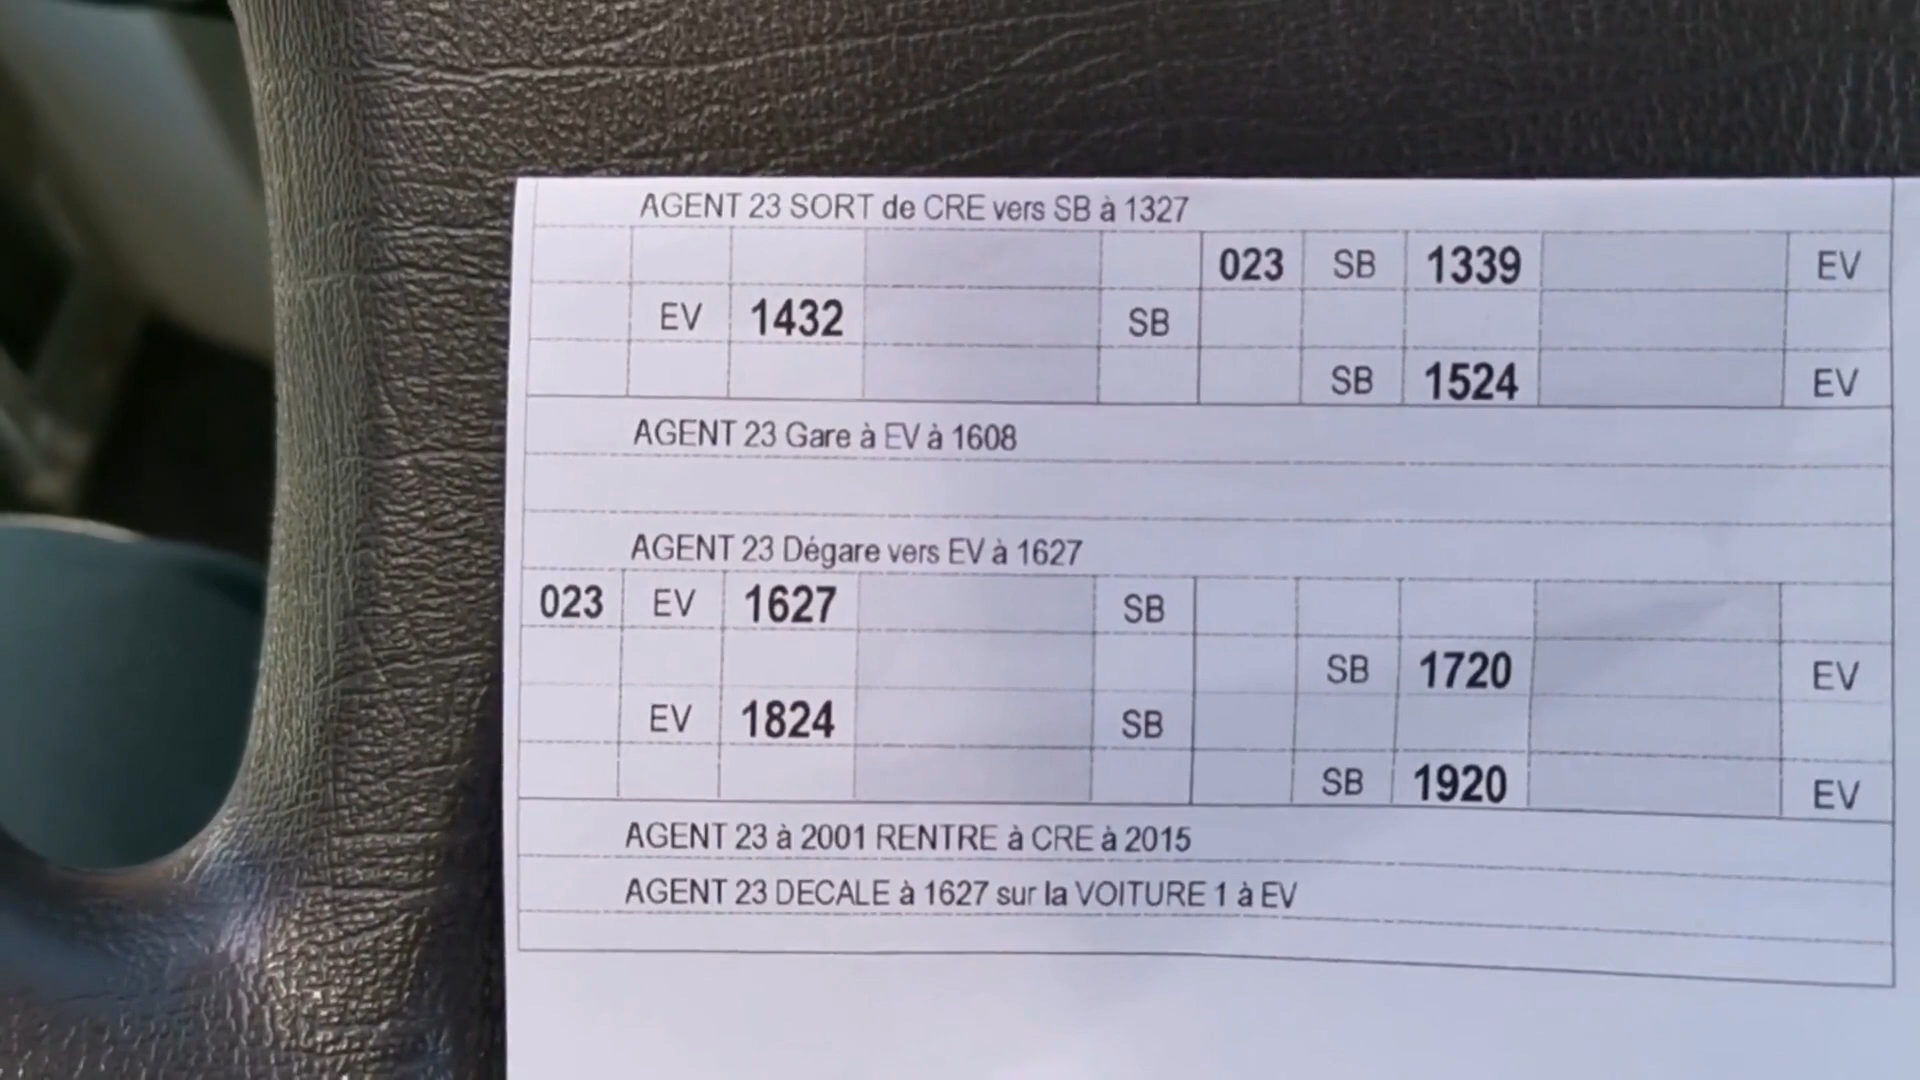 AGENT 23 SORT de CRE vers SB à 1327
023 SB 1339 EV
EV 1432 SB
SB 1524 EV
AGENT 23 Gare à EV à 1608
AGENT 23 Dégare vers EV à 1627
023 EV 1627 SB
SB 1720 EV
EV 1824 SB
SB 1920 EV
AGENT 23 à 2001 RENTRE à CRE à 2015
AGENT 23 DECALE à 1627 sur la VOITURE 1 à EV